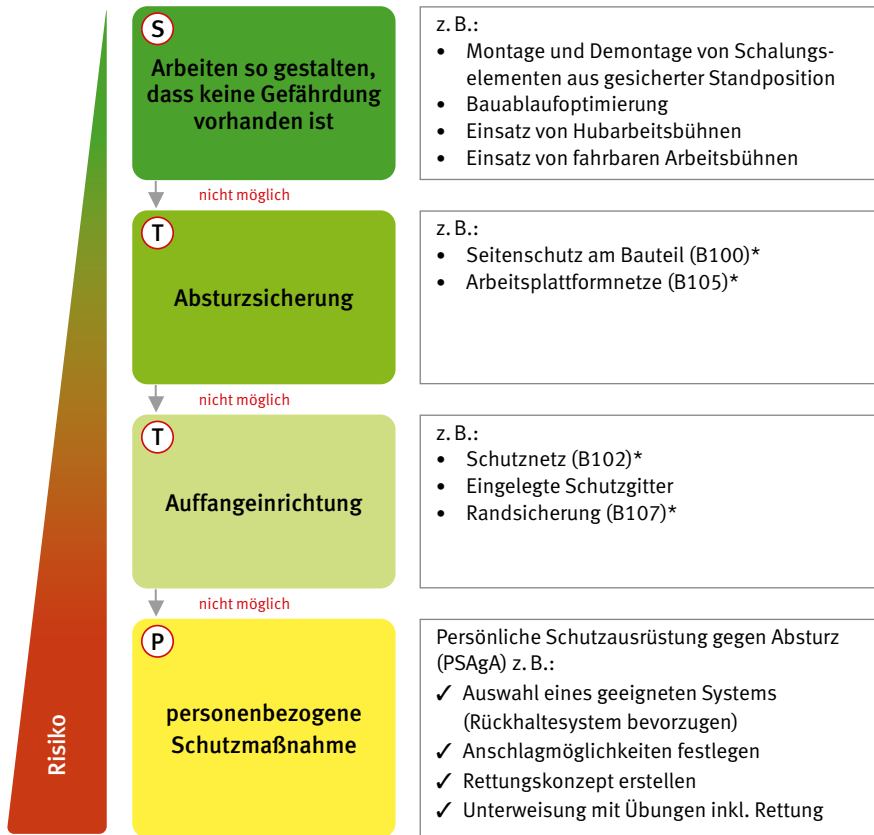 S
Arbeiten so gestalten,
dass keine Gefährdung
vorhanden ist
z. B.:
• Montage und Demontage von Schalungs-
elementen aus gesicherter Standposition
• Bauablaufoptimierung
• Einsatz von Hubarbeitsbühnen
• Einsatz von fahrbaren Arbeitsbühnen
nicht möglich
T
Absturzsicherung
z. B.:
• Seitenschutz am Bauteil (B100)*
• Arbeitsplattformnetze (B105)*
nicht möglich
T
Auffangeinrichtung
z. B.:
• Schutznetz (B102)*
• Eingelegte Schutzgitter
• Randsicherung (B107)*
nicht möglich
P
personenbezogene
Schutzmaßnahme
Persönliche Schutzausrüstung gegen Absturz
(PSAgA) z. B.:
✓ Auswahl eines geeigneten Systems
(Rückhaltesystem bevorzugen)
✓ Anschlagmöglichkeiten festlegen
✓ Rettungskonzept erstellen
✓ Unterweisung mit Übungen inkl. Rettung
Risiko